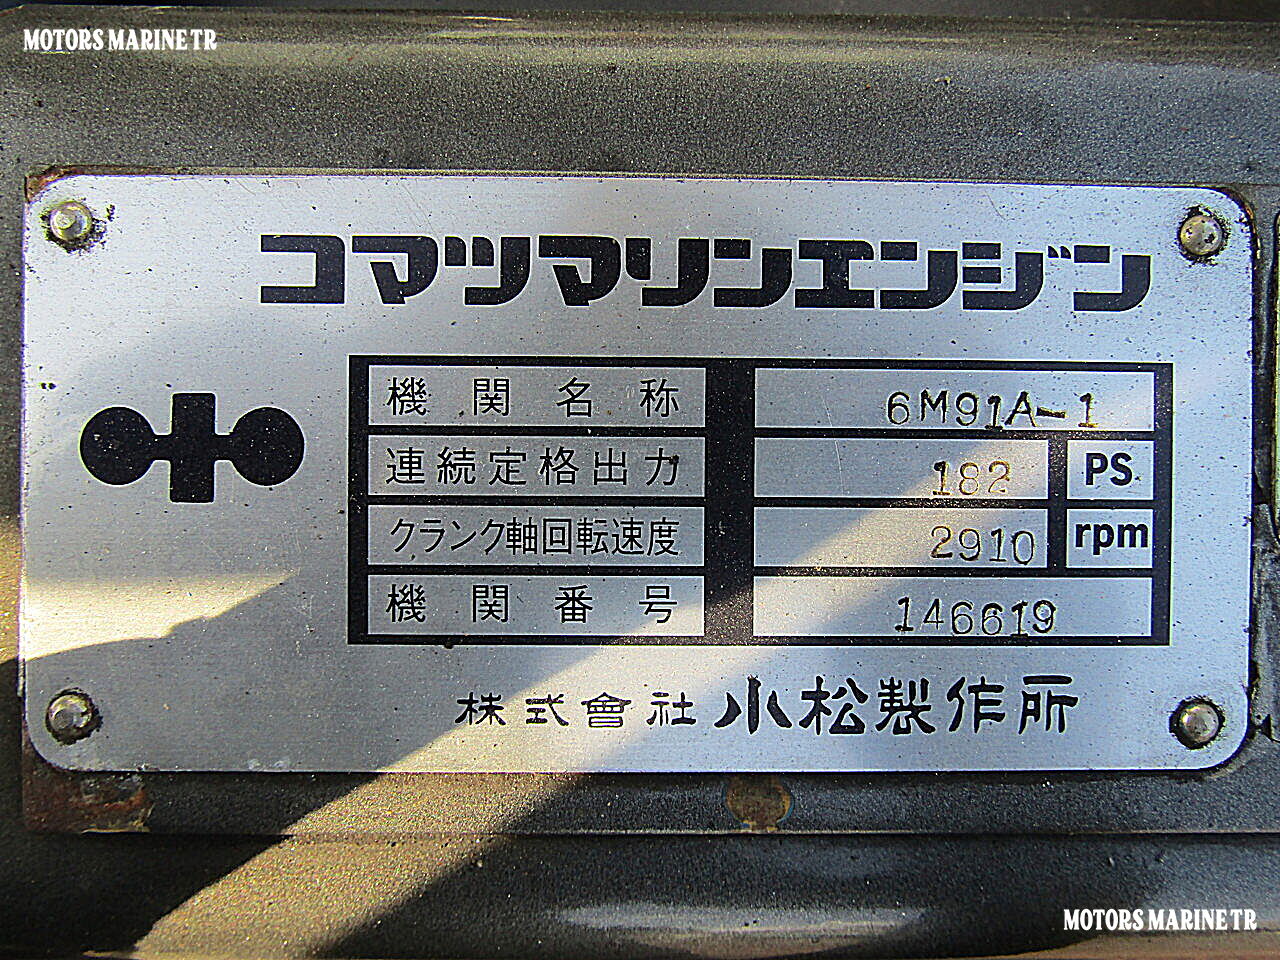 MOTORS MARINE TR
コマツマリンエンジン
機関名称 6M91A-1
連続定格出力 182 PS
クランク軸回転速度 2910 rpm
機関番号 146619
株式會社小松製作所
MOTORS MARINE TR